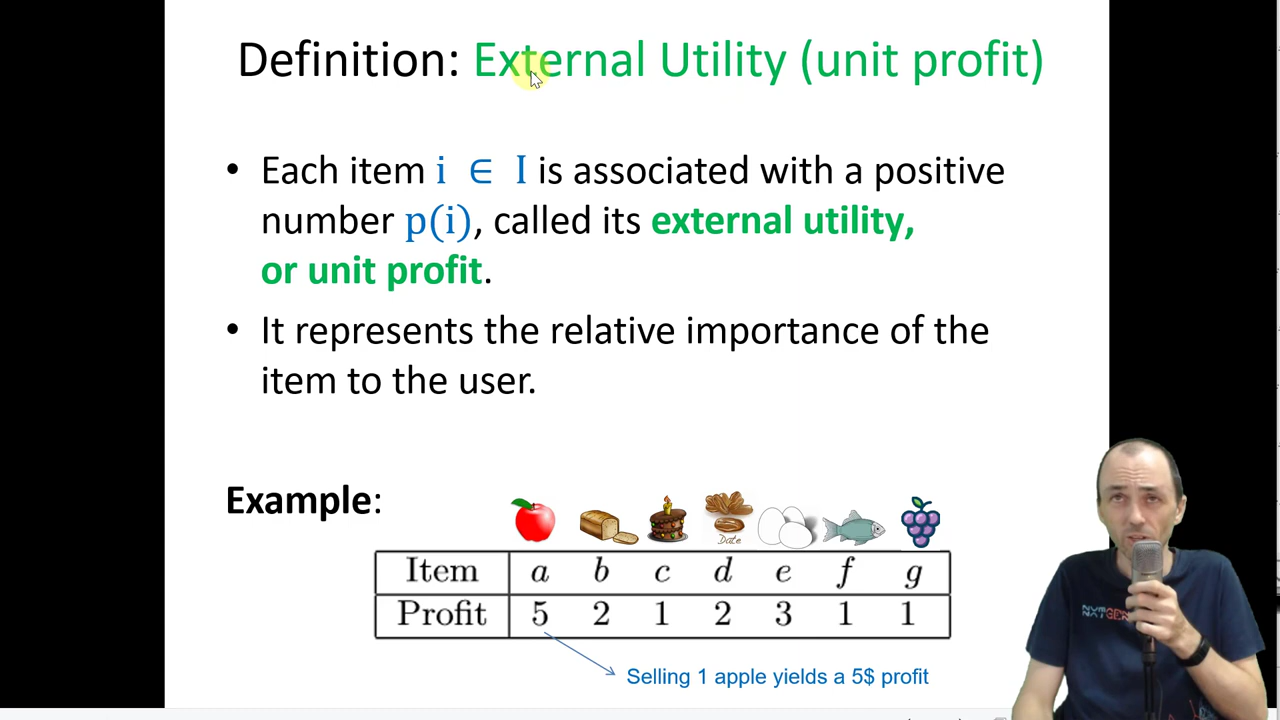 Definition: External Utility (unit profit)
• Each item i ∈ I is associated with a positive
number p(i), called its external utility,
or unit profit.
• It represents the relative importance of the
item to the user.
Example:
Date
Item a b c d e f g
Profit 5 2 1 2 3 1 1
Selling 1 apple yields a 5$ profit